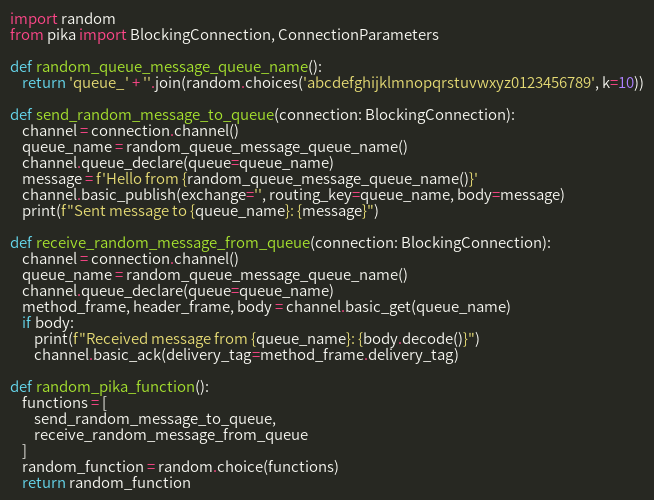 import random
from pika import BlockingConnection, ConnectionParameters

def random_queue_message_queue_name():
    return 'queue_' + ''.join(random.choices('abcdefghijklmnopqrstuvwxyz0123456789', k=10))

def send_random_message_to_queue(connection: BlockingConnection):
    channel = connection.channel()
    queue_name = random_queue_message_queue_name()
    channel.queue_declare(queue=queue_name)
    message = f'Hello from {random_queue_message_queue_name()}'
    channel.basic_publish(exchange='', routing_key=queue_name, body=message)
    print(f"Sent message to {queue_name}: {message}")

def receive_random_message_from_queue(connection: BlockingConnection):
    channel = connection.channel()
    queue_name = random_queue_message_queue_name()
    channel.queue_declare(queue=queue_name)
    method_frame, header_frame, body = channel.basic_get(queue_name)
    if body:
        print(f"Received message from {queue_name}: {body.decode()}")
        channel.basic_ack(delivery_tag=method_frame.delivery_tag)

def random_pika_function():
    functions = [
        send_random_message_to_queue,
        receive_random_message_from_queue
    ]
    random_function = random.choice(functions)
    return random_function